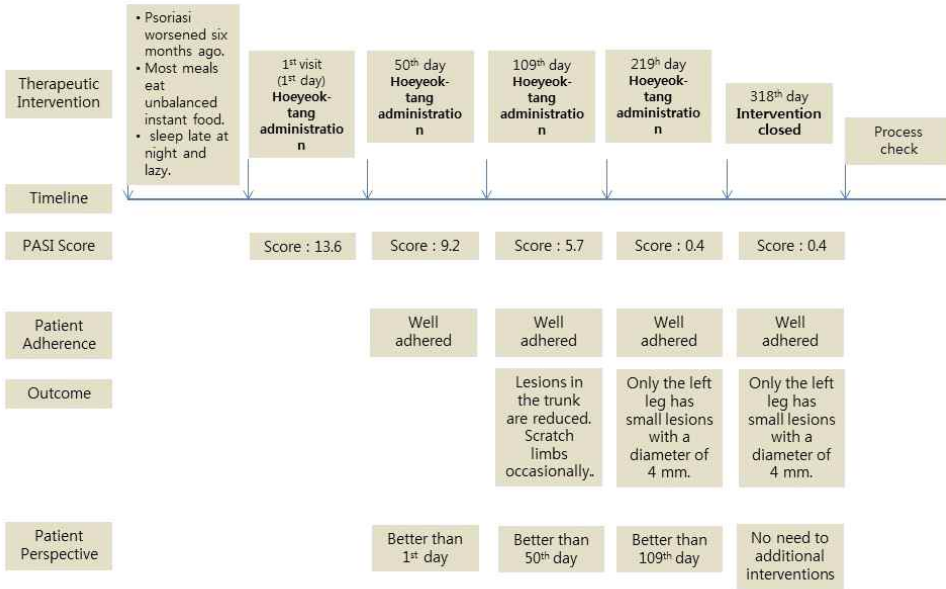 Therapeutic
Intervention
• Psoriasi
worsened six
months ago.
• Most meals
eat
unbalanced
instant food.
• sleep late at
night and
lazy.
1st visit
(1st day)
Hoeyeok-
tang
administratio
n
50th day
Hoeyeok-
tang
administratio
n
109th day
Hoeyeok-
tang
administratio
n
219h day
Hoeyeok-
tang
administratio
n
318th day
Intervention
closed
Process
check
Timeline
PASI Score
Score : 13.6
Score : 9.2
Score : 5.7
Score : 0.4
Score : 0.4
Patient
Adherence
Well
adhered
Well
adhered
Well
adhered
Well
adhered
Outcome
Lesions in
the trunk
are reduced.
Scratch
limbs
occasionally..
Only the left
leg has
small lesions
with a
diameter of
4 mm.
Only the left
leg has
small lesions
with a
diameter of
4 mm.
Patient
Perspective
Better than
1st day
Better than
50th day
Better than
109th day
No need to
additional
interventions